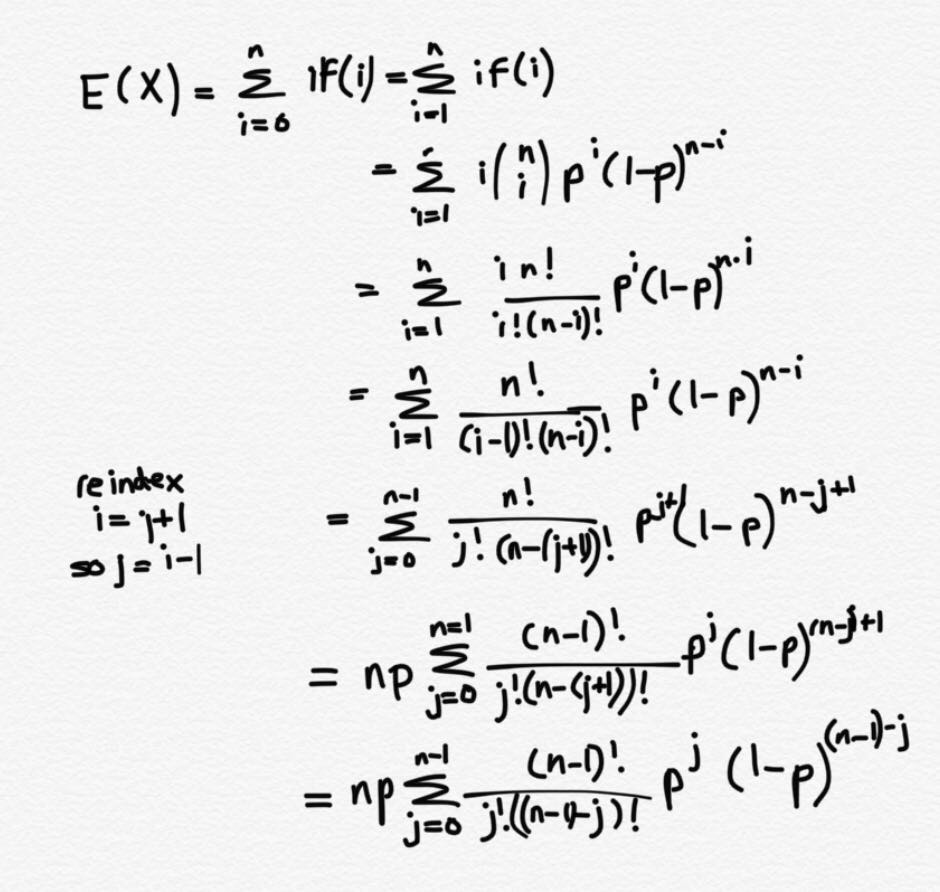 E(X) = \sum_{i=0}^{n} if(i) = \sum_{i-1}^{n} if(i)
= \sum_{i=1}^{n} i \binom{n}{i} p^{i} (1-p)^{n-i}
= \sum_{i=1}^{n} \frac{i n!}{i!(n-i)!} p^{i} (1-p)^{n-i}
= \sum_{i=1}^{n} \frac{n!}{(i-1)!(n-i)!} p^{i} (1-p)^{n-i}
reindex
i = j+1
so j = i-1
= \sum_{j=0}^{n-1} \frac{n!}{j!(n-(j+1))!} p^{j+1} (1-p)^{n-j+1}
= np \sum_{j=0}^{n=1} \frac{(n-1)!}{j!(n-(j+1))!} p^{j} (1-p)^{n-j+1}
= np \sum_{j=0}^{n-1} \frac{(n-1)!}{j!((n-1)-j)!} p^{j} (1-p)^{(n-1)-j}